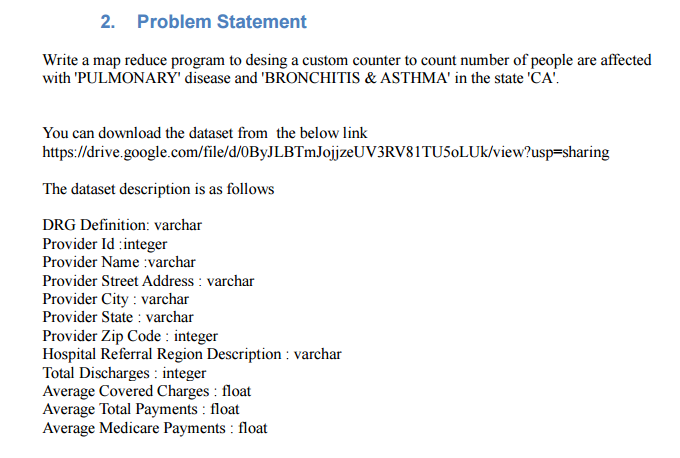 2. Problem Statement
Write a map reduce program to desing a custom counter to count number of people are affected
with 'PULMONARY' disease and 'BRONCHITIS & ASTHMA' in the state 'CA'.
You can download the dataset from the below link
https://drive.google.com/file/d/0ByJLBTmJojjzeUV3RV81TU5oLUk/view?usp=sharing
The dataset description is as follows
DRG Definition: varchar
Provider Id :integer
Provider Name :varchar
Provider Street Address : varchar
Provider City : varchar
Provider State : varchar
Provider Zip Code : integer
Hospital Referral Region Description : varchar
Total Discharges : integer
Average Covered Charges : float
Average Total Payments : float
Average Medicare Payments : float